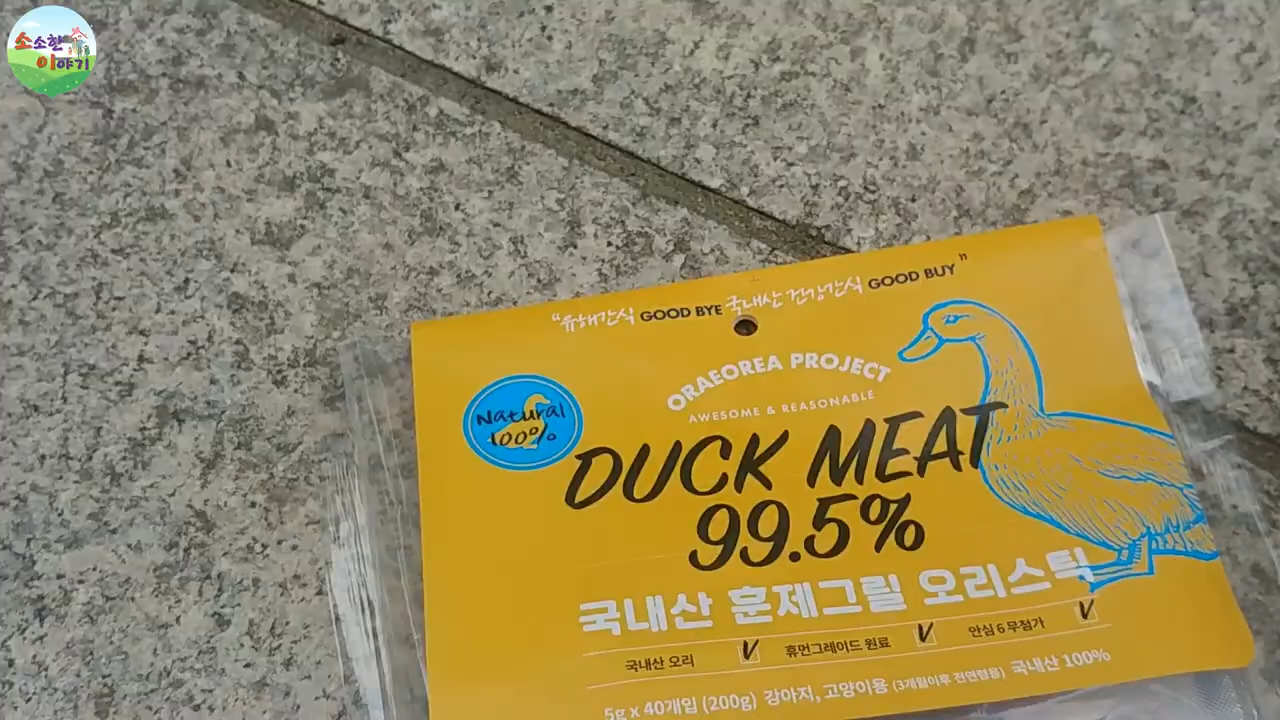 소소한
이야기
“유해간식 GOOD BYE 국내산 건강간식 GOOD BUY”
ORAEOREA PROJECT
AWESOME & REASONABLE
Natural
100%
DUCK MEAT
99.5%
국내산 훈제그릴 오리스틱
국내산 오리 V 휴먼그레이드 원료 V 안심 6 무첨가 V
5g x 40개입 (200g) 강아지, 고양이용 (3개월이후 전연령용) 국내산 100%